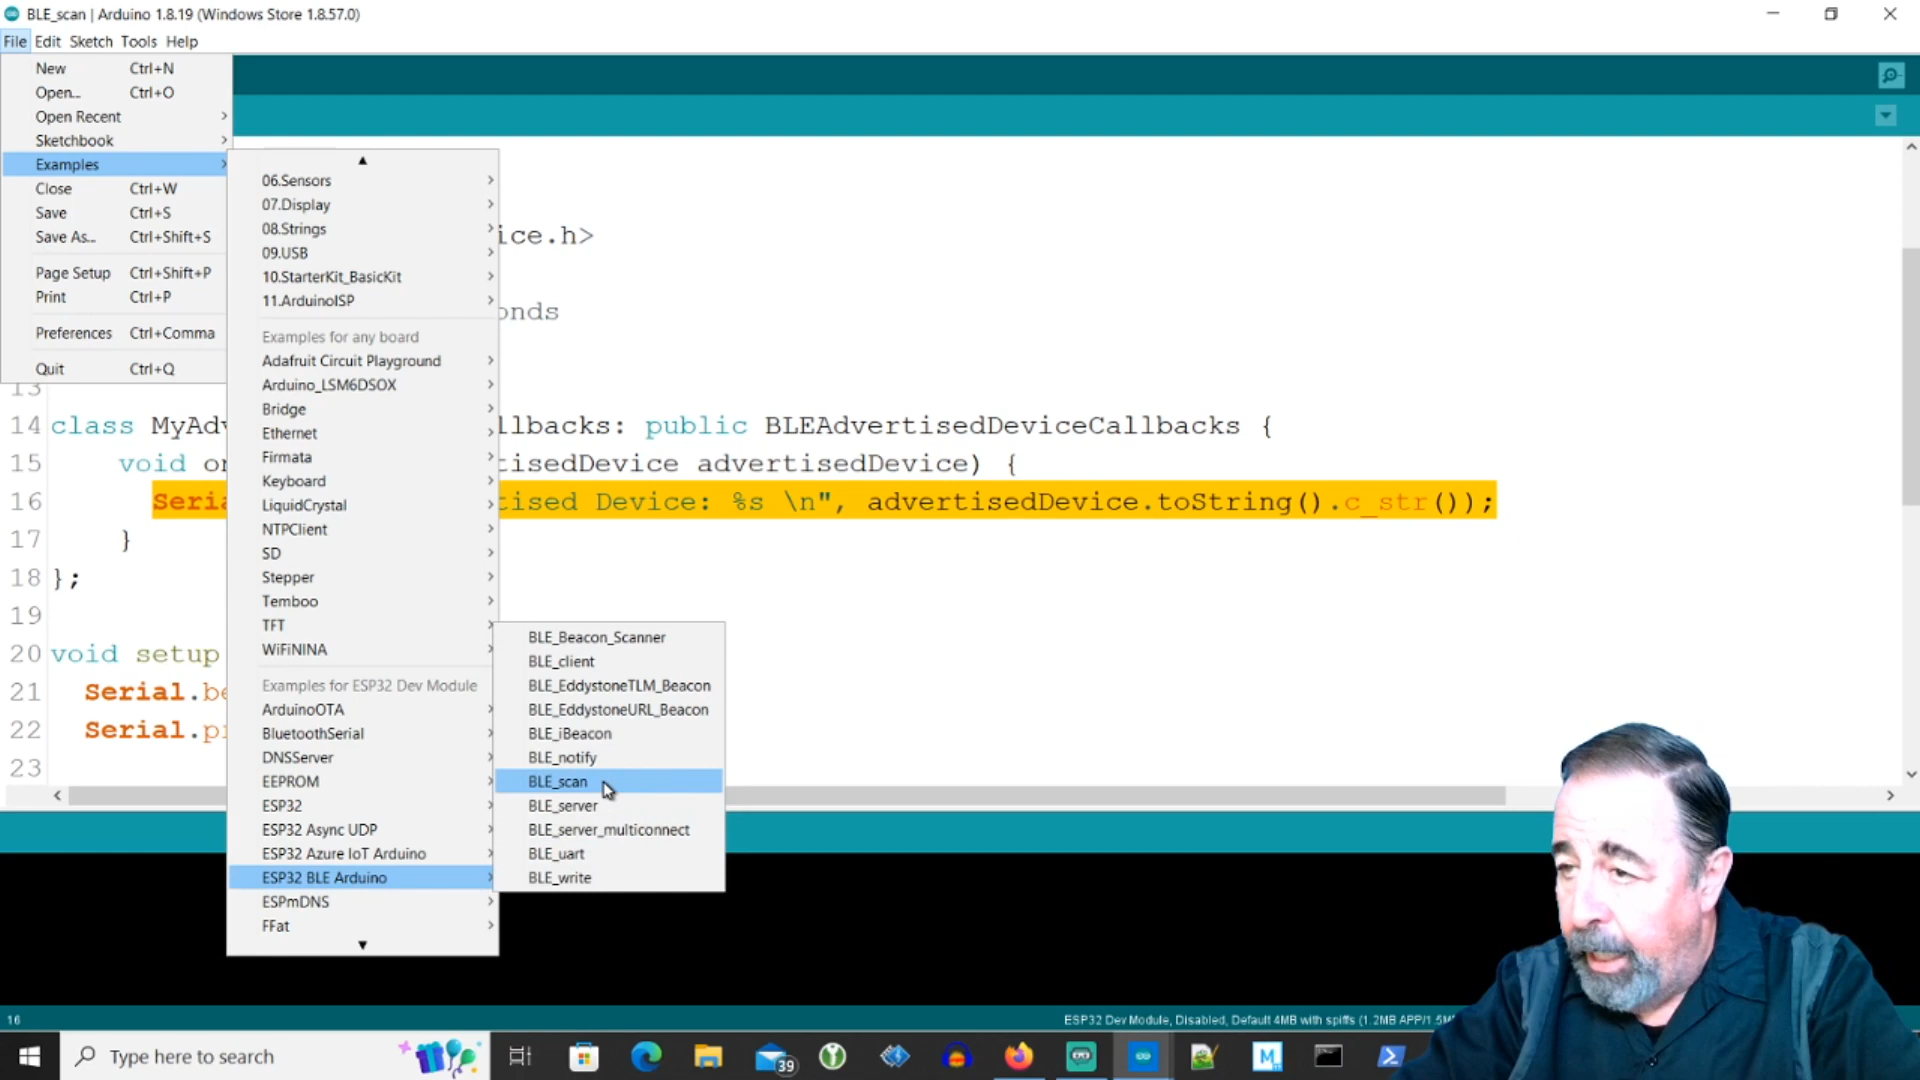 BLE_scan | Arduino 1.8.19 (Windows Store 1.8.57.0)
File Edit Sketch Tools Help
New Ctrl+N
Open... Ctrl+O
Open Recent
Sketchbook
Examples
Close Ctrl+W
Save Ctrl+S
Save As... Ctrl+Shift+S
Page Setup Ctrl+Shift+P
Print Ctrl+P
Preferences Ctrl+Comma
Quit Ctrl+Q
06.Sensors
07.Display
08.Strings
09.USB
10.StarterKit_BasicKit
11.ArduinoISP
Examples for any board
Adafruit Circuit Playground
Arduino_LSM6DSOX
Bridge
Ethernet
Firmata
Keyboard
LiquidCrystal
NTPClient
SD
Stepper
Temboo
TFT
WiFiNINA
Examples for ESP32 Dev Module
ArduinoOTA
BluetoothSerial
DNSServer
EEPROM
ESP32
ESP32 Async UDP
ESP32 Azure IoT Arduino
ESP32 BLE Arduino
ESPmDNS
FFat
BLE_Beacon_Scanner
BLE_client
BLE_EddystoneTLM_Beacon
BLE_EddystoneURL_Beacon
BLE_iBeacon
BLE_notify
BLE_scan
BLE_server
BLE_server_multiconnect
BLE_uart
BLE_write
ice.h>
onds
13
14 class MyAdv llbacks: public BLEAdvertisedDeviceCallbacks {
15 void on tisedDevice advertisedDevice) {
16 Seria tised Device: %s \n", advertisedDevice.toString().c_str());
17 }
18 };
19
20 void setup
21 Serial.be
22 Serial.pr
23
16
ESP32 Dev Module, Disabled, Default 4MB with spiffs (1.2MB APP/1.5M
Type here to search
39